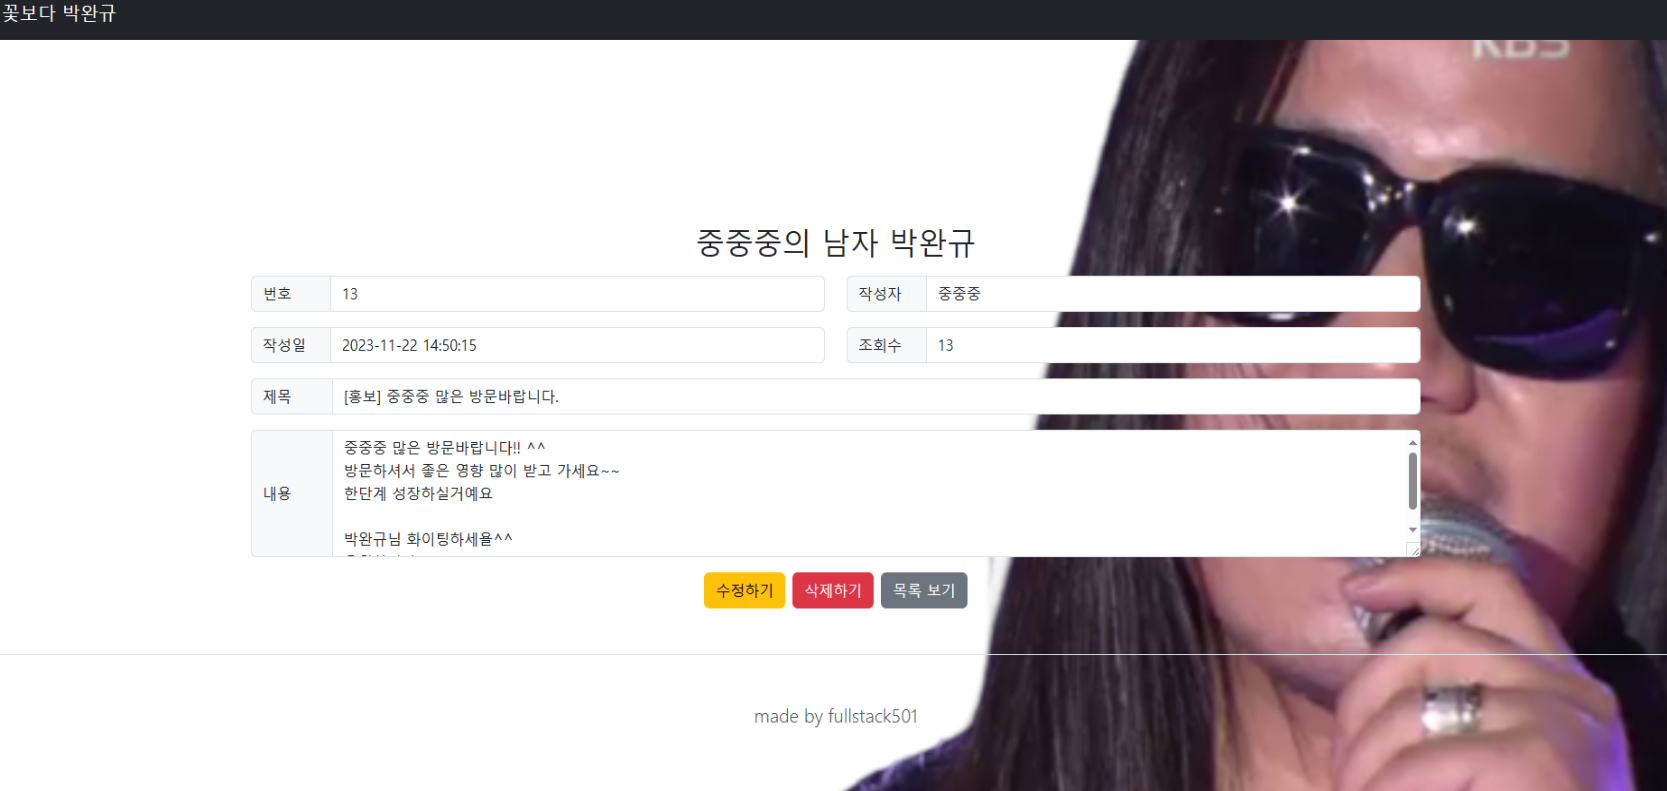 꽃보다 박완규
KBS
중중중의 남자 박완규
번호 13
작성자 중중중
작성일 2023-11-22 14:50:15
조회수 13
제목 [홍보] 중중중 많은 방문바랍니다.
내용
중중중 많은 방문바랍니다!! ^^
방문하셔서 좋은 영향 많이 받고 가세요~~
한단계 성장하실거예요
박완규님 화이팅하세욜^^
수정하기 삭제하기 목록 보기
made by fullstack501